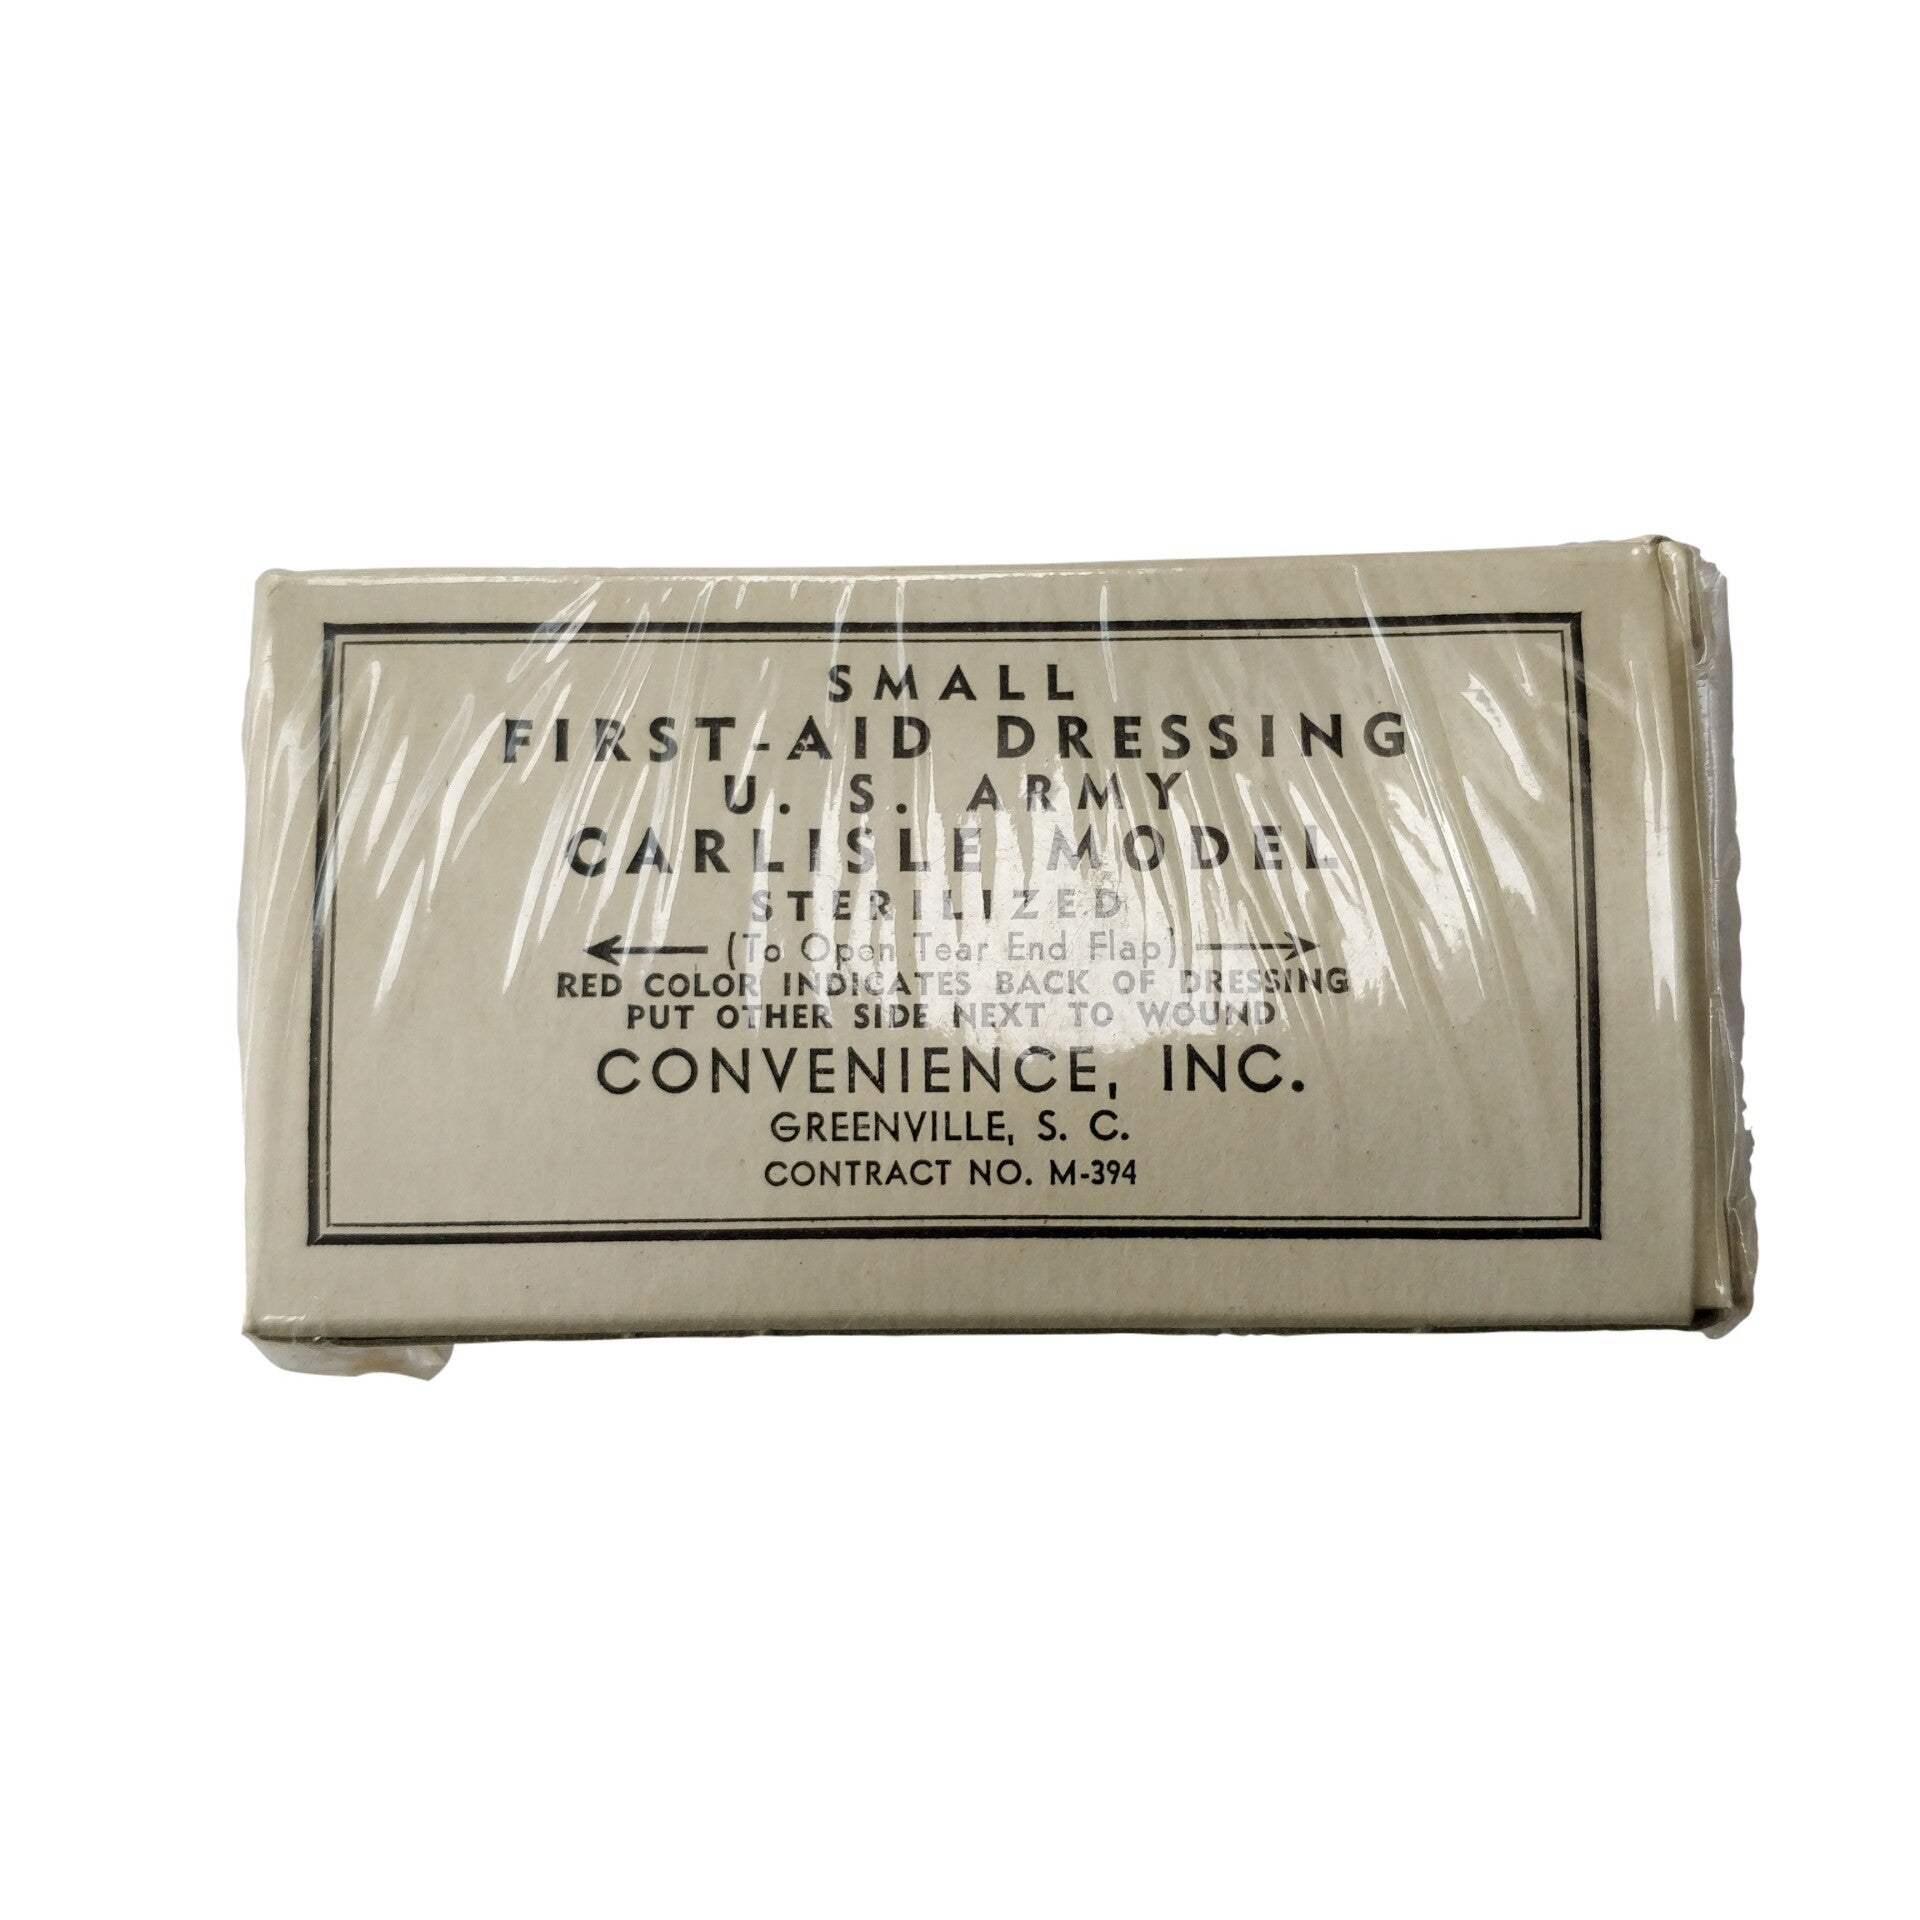 SMALL
FIRST-AID DRESSING
U. S. ARMY
CARLISLE MODEL
STERILIZED
(To Open Tear End Flap)
RED COLOR INDICATES BACK OF DRESSING
PUT OTHER SIDE NEXT TO WOUND
CONVENIENCE, INC.
GREENVILLE, S. C.
CONTRACT NO. M-394